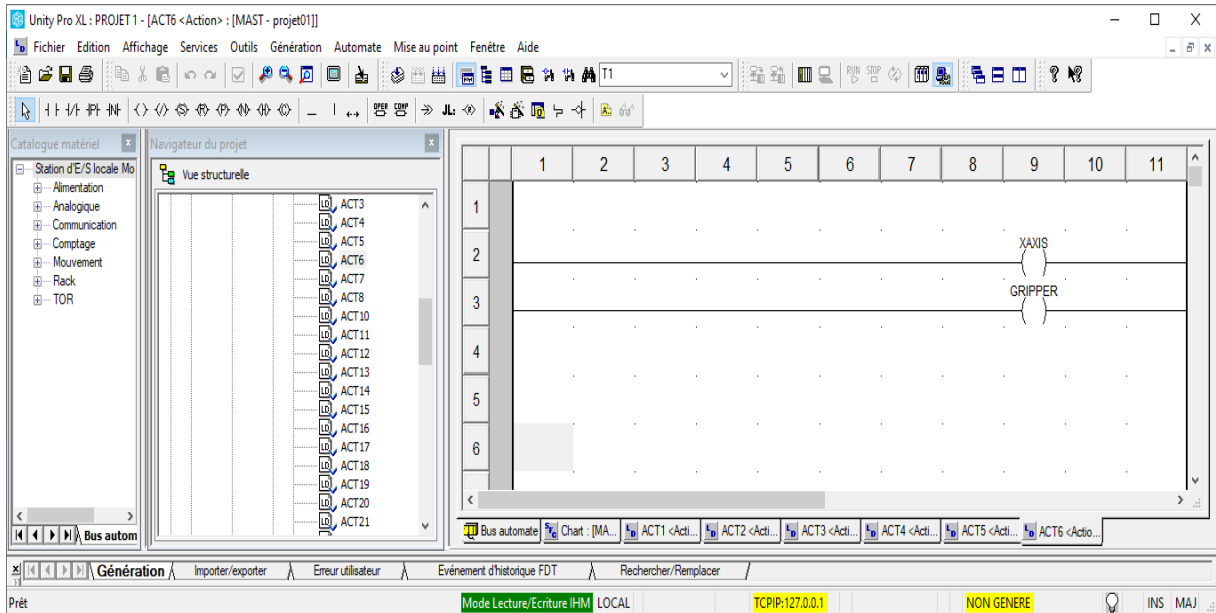 Unity Pro XL : PROJET 1 - [ACT6 <Action> : [MAST - projet01]]
Fichier Edition Affichage Services Outils Génération Automate Mise au point Fenêtre Aide
T1
RUN STOP
OPER COMP
Catalogue matériel
Navigateur du projet
Station d'E/S locale Mo
Alimentation
Analogique
Communication
Comptage
Mouvement
Rack
TOR
Bus autom
Vue structurelle
ACT3
ACT4
ACT5
ACT6
ACT7
ACT8
ACT10
ACT11
ACT12
ACT13
ACT14
ACT15
ACT16
ACT17
ACT18
ACT19
ACT20
ACT21
1 2 3 4 5 6 7 8 9 10 11
1
2
3
4
5
6
XAXIS
GRIPPER
Bus automate Chart : [MA... ACT1 <Acti... ACT2 <Acti... ACT3 <Acti... ACT4 <Acti... ACT5 <Acti... ACT6 <Actio...
Génération Importer/exporter Erreur utilisateur Evénement d'historique FDT Rechercher/Remplacer
Prêt Mode Lecture/Ecriture IHM LOCAL TCPIP:127.0.0.1 NON GENERE INS MAJ